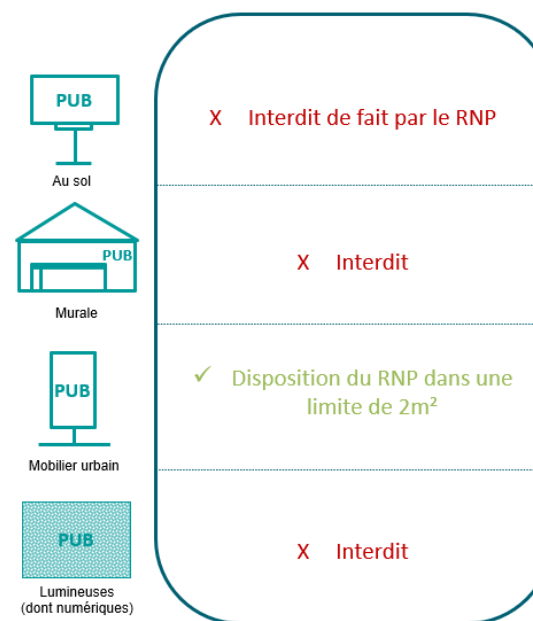 PUB
Au sol
X Interdit de fait par le RNP
PUB
Murale
X Interdit
PUB
Mobilier urbain
✓ Disposition du RNP dans une
limite de 2m²
PUB
Lumineuses
(dont numériques)
X Interdit